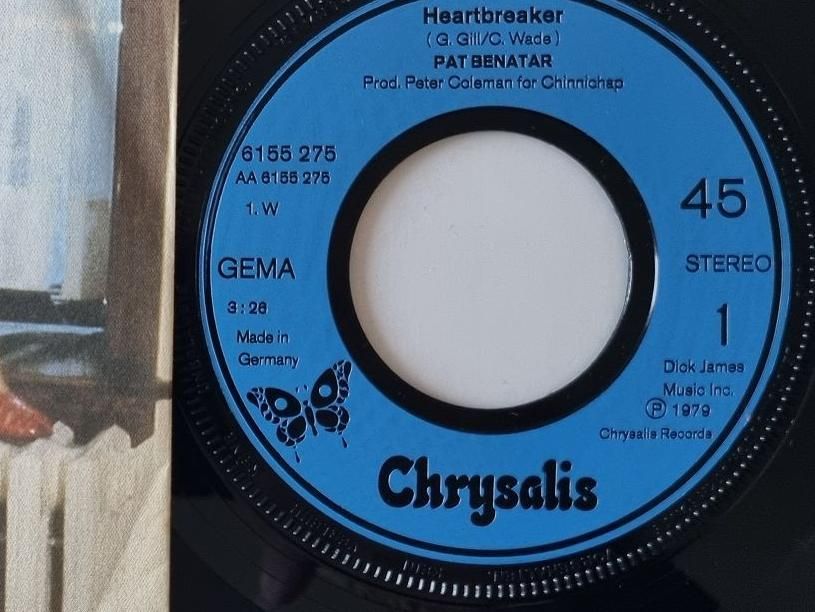 Heartbreaker
( G. Gill/C. Wade )
PAT BENATAR
Prod. Peter Coleman for Chinnichap
6155 275
AA 6155 275
1. W
45
GEMA
STEREO
3:26
1
Made in
Germany
Dick James
Music Inc.
Ⓟ 1979
Chrysalis Records
Chrysalis